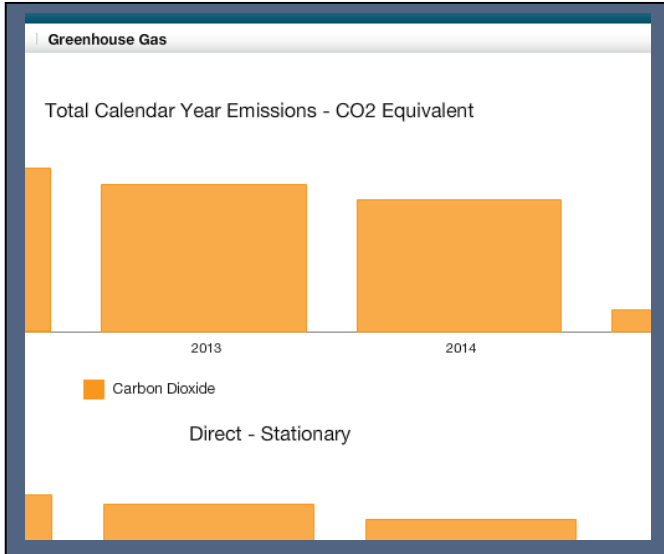 Greenhouse Gas
Total Calendar Year Emissions - CO2 Equivalent
2013 2014
Carbon Dioxide
Direct - Stationary